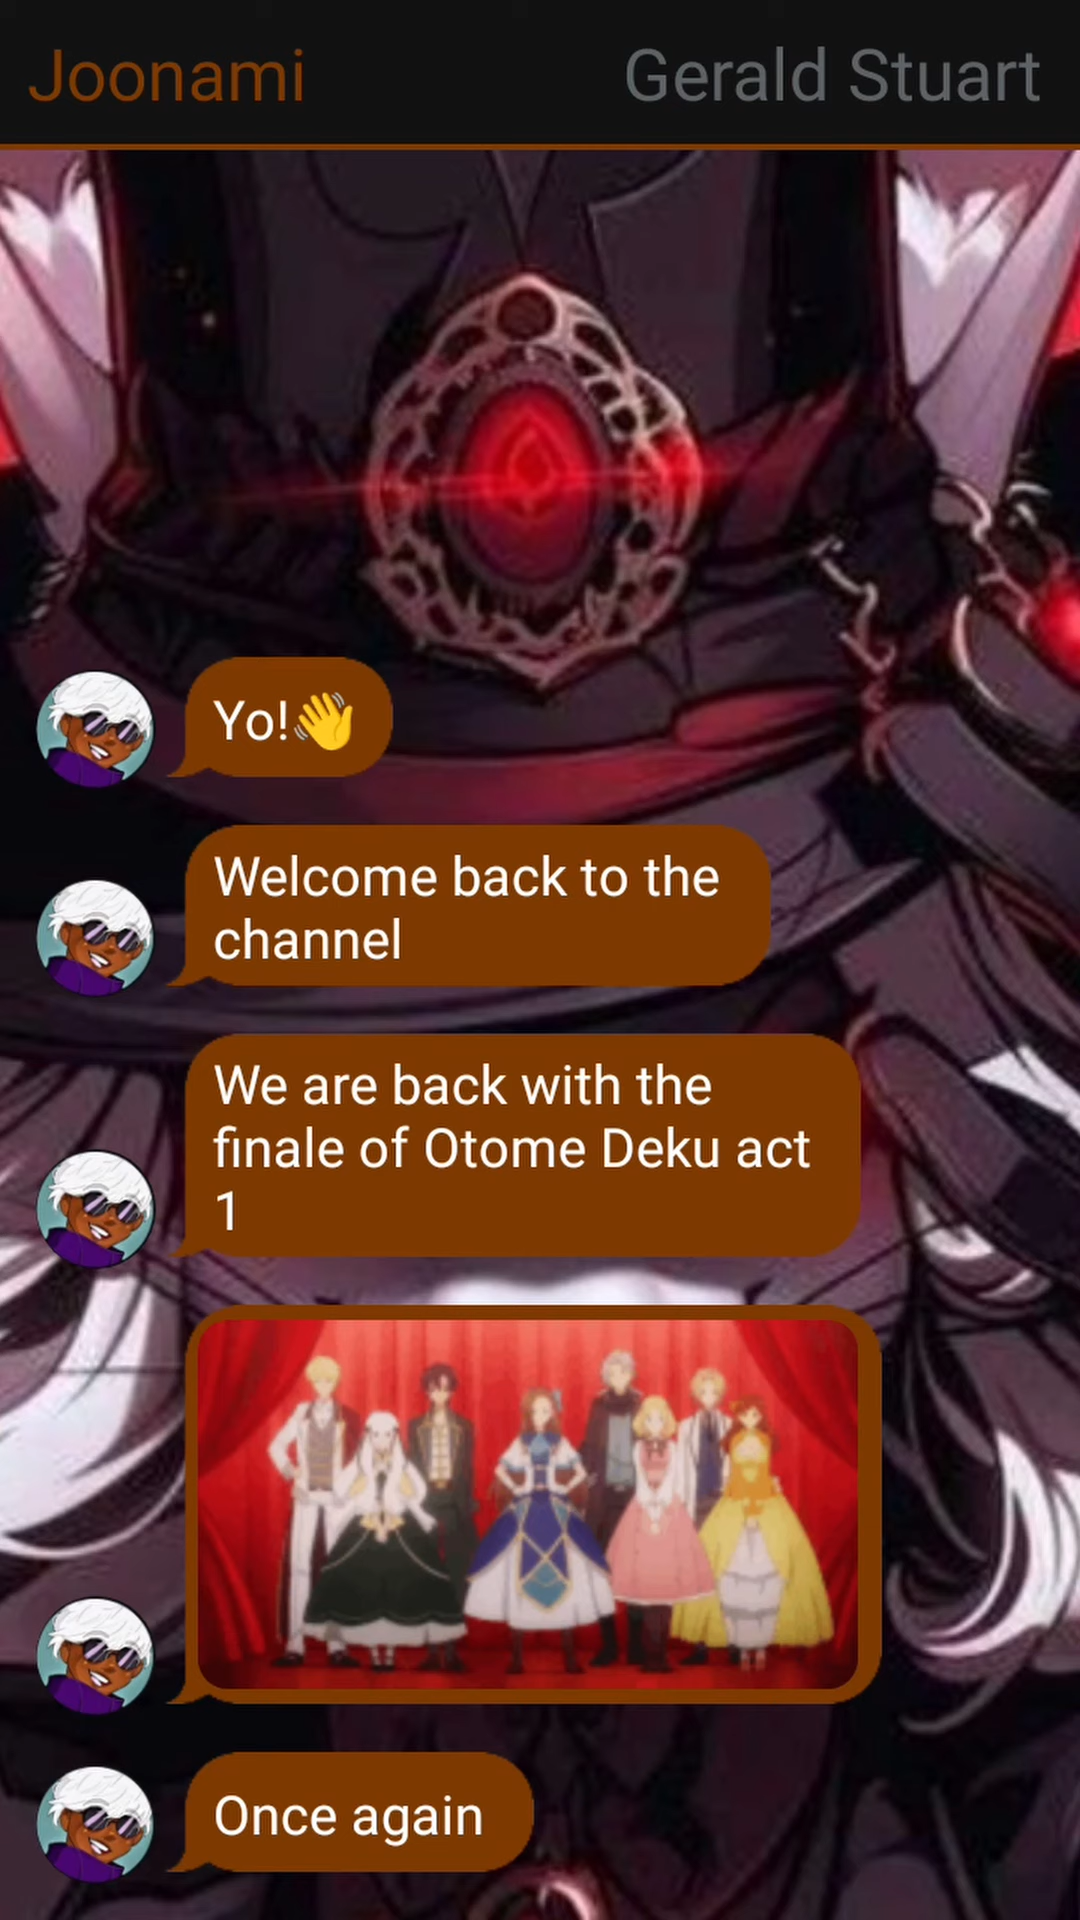 Joonami
Gerald Stuart
Yo!👋
Welcome back to the
channel
We are back with the
finale of Otome Deku act
1
Once again